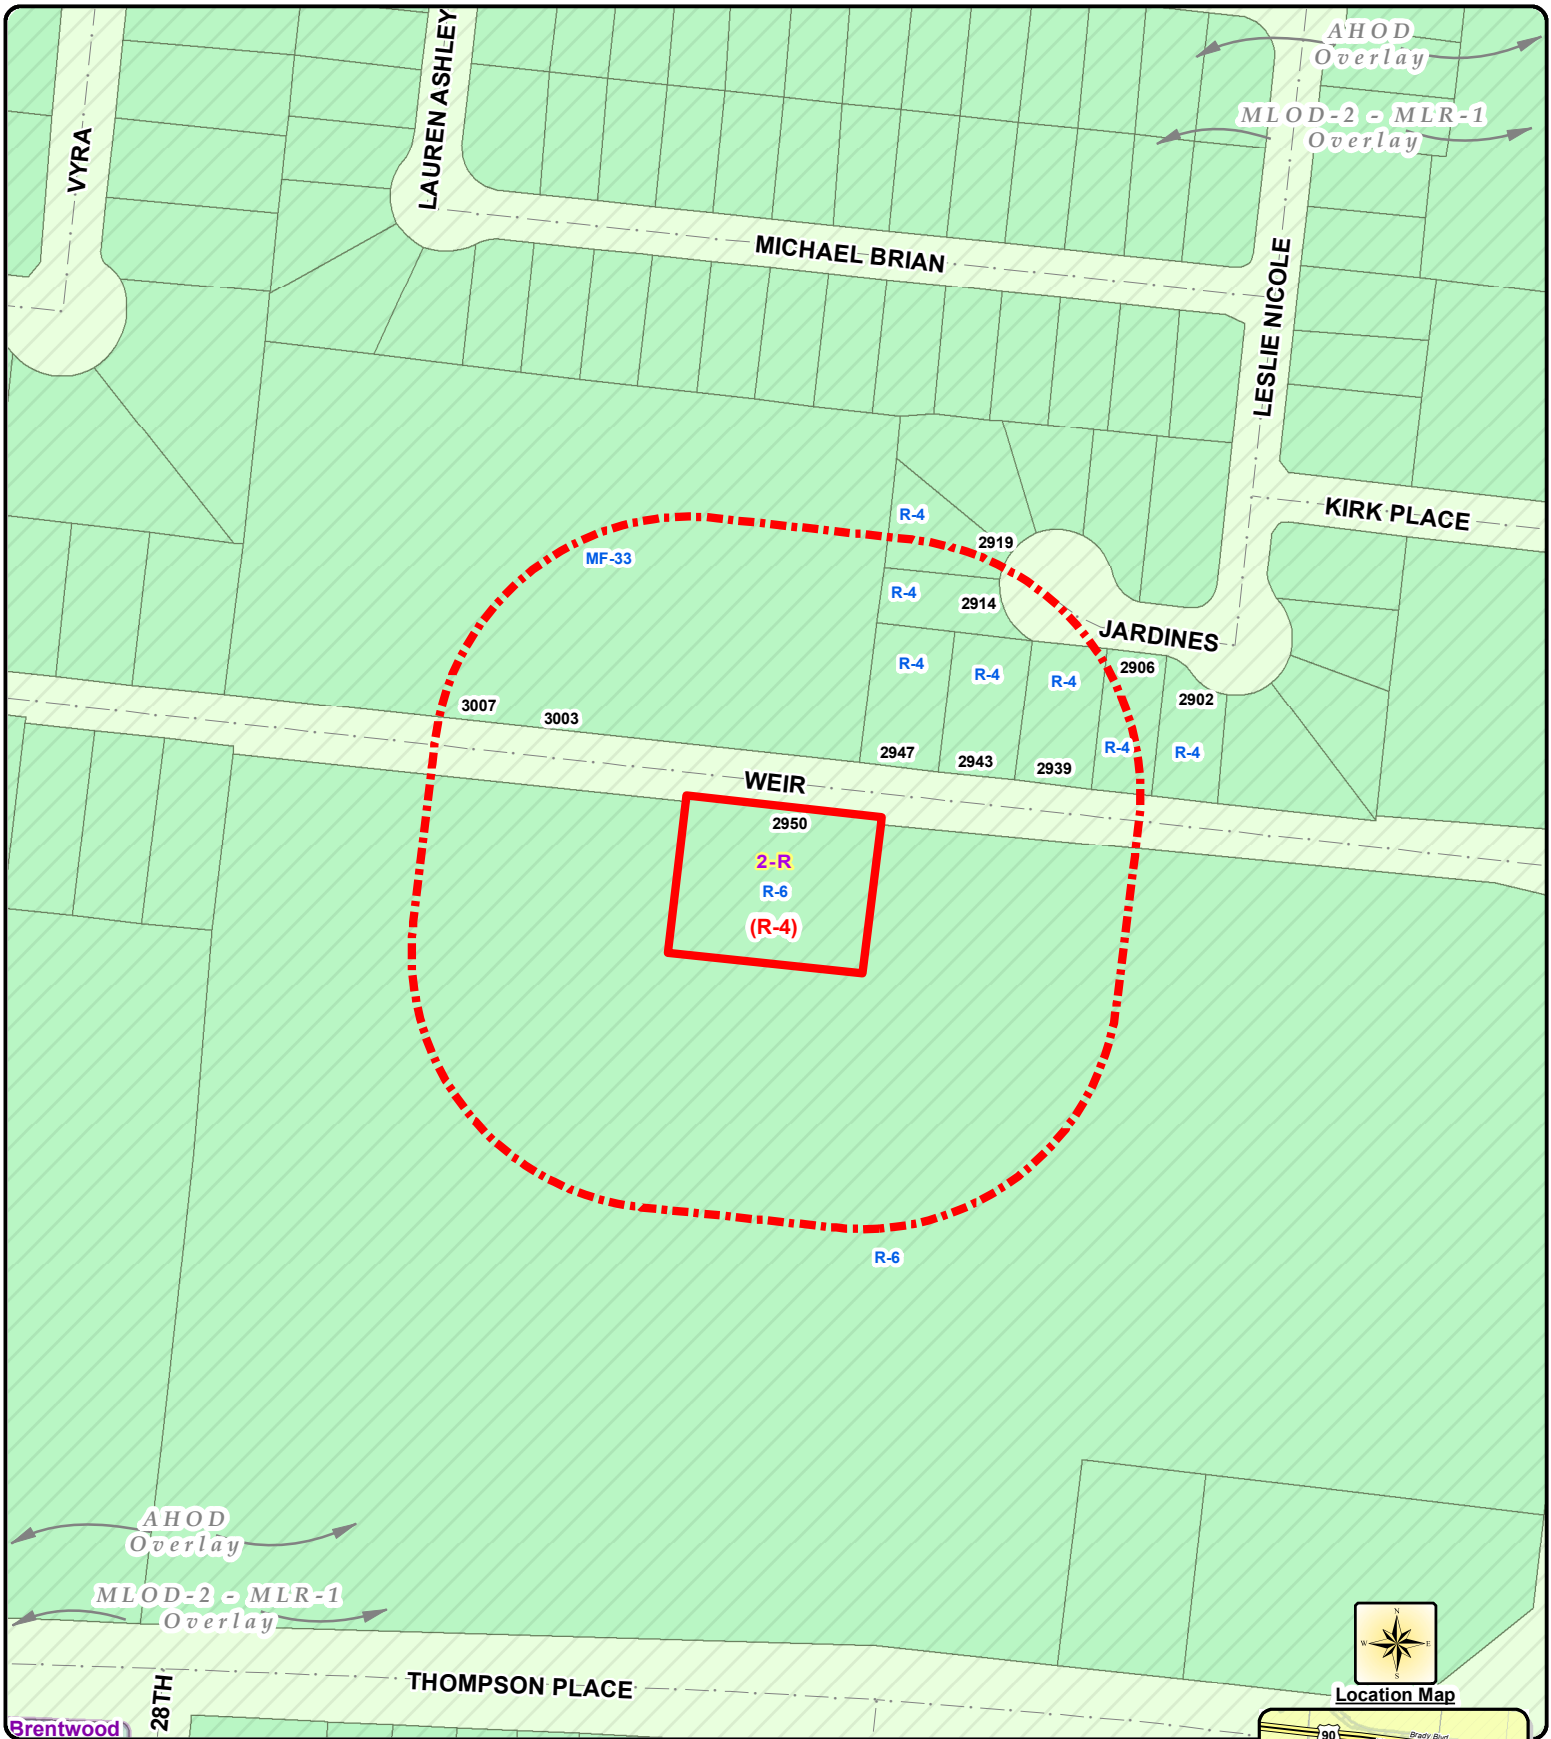 AHOD
Overlay
MLOD-2 - MLR-1
Overlay
LAUREN ASHLEY
VYRA
MICHAEL BRIAN
LESLIE NICOLE
KIRK PLACE
R-4
2919
MF-33
R-4
2914
JARDINES
R-4
R-4
R-4
2906
2902
3007
3003
2947
2943
2939
R-4
R-4
WEIR
2950
2-R
R-6
(R-4)
R-6
AHOD
Overlay
MLOD-2 - MLR-1
Overlay
N
W
E
S
Location Map
THOMPSON PLACE
28TH
Brentwood
90
Brady Blvd